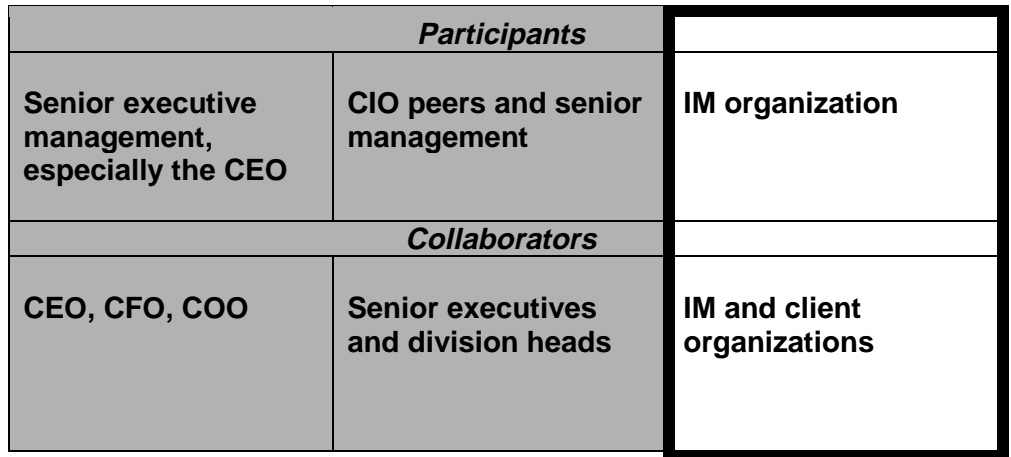 Participants
Senior executive
management,
especially the CEO
CIO peers and senior
management
IM organization
Collaborators
CEO, CFO, COO
Senior executives
and division heads
IM and client
organizations